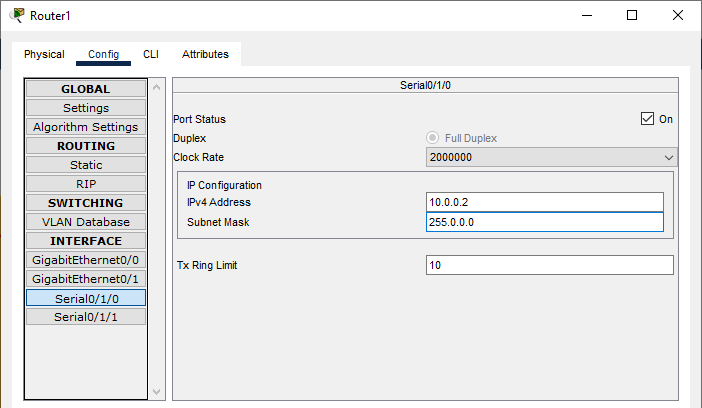 Router1
Physical Config CLI Attributes
GLOBAL
Settings
Algorithm Settings
ROUTING
Static
RIP
SWITCHING
VLAN Database
INTERFACE
GigabitEthernet0/0
GigabitEthernet0/1
Serial0/1/0
Serial0/1/1
Serial0/1/0
Port Status On
Duplex Full Duplex
Clock Rate 2000000
IP Configuration
IPv4 Address 10.0.0.2
Subnet Mask 255.0.0.0
Tx Ring Limit 10